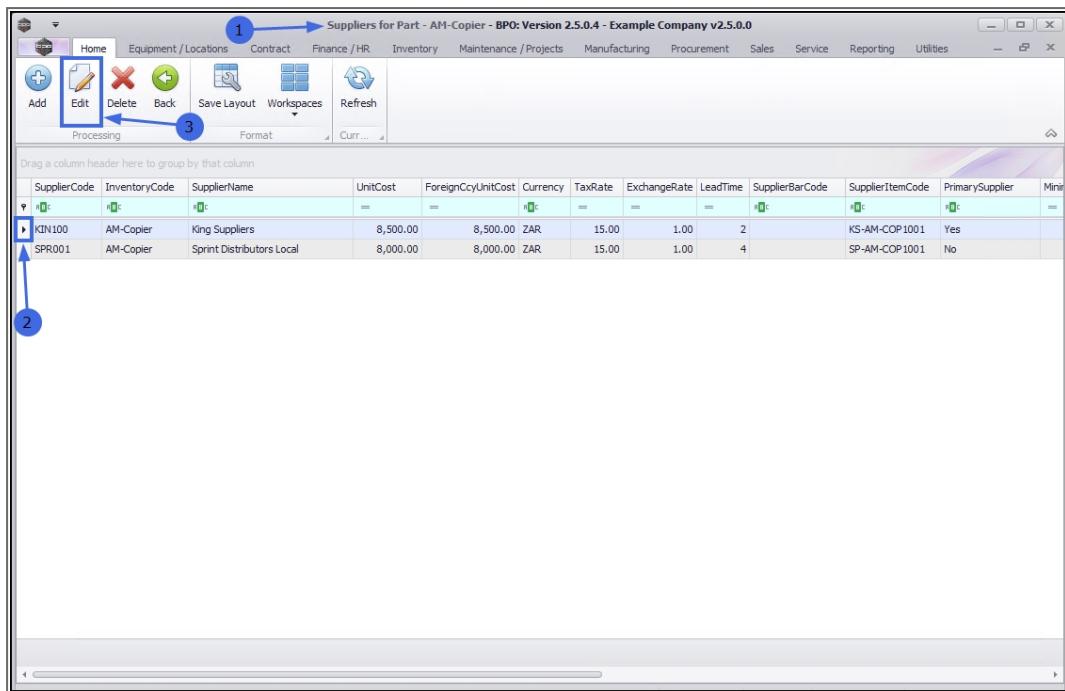 1
Suppliers for Part - AM-Copier - BPO: Version 2.5.0.4 - Example Company v2.5.0.0
Home Equipment / Locations Contract Finance / HR Inventory Maintenance / Projects Manufacturing Procurement Sales Service Reporting Utilities
Add Edit Delete Back Save Layout Workspaces Refresh
3
Processing Format Curr...
Drag a column header here to group by that column
SupplierCode InventoryCode SupplierName UnitCost ForeignCcyUnitCost Currency TaxRate ExchangeRate LeadTime SupplierBarCode SupplierItemCode PrimarySupplier Minir
= = = = = =
KIN100 AM-Copier King Suppliers 8,500.00 8,500.00 ZAR 15.00 1.00 2 KS-AM-COP1001 Yes
SPR001 AM-Copier Sprint Distributors Local 8,000.00 8,000.00 ZAR 15.00 1.00 4 SP-AM-COP1001 No
2